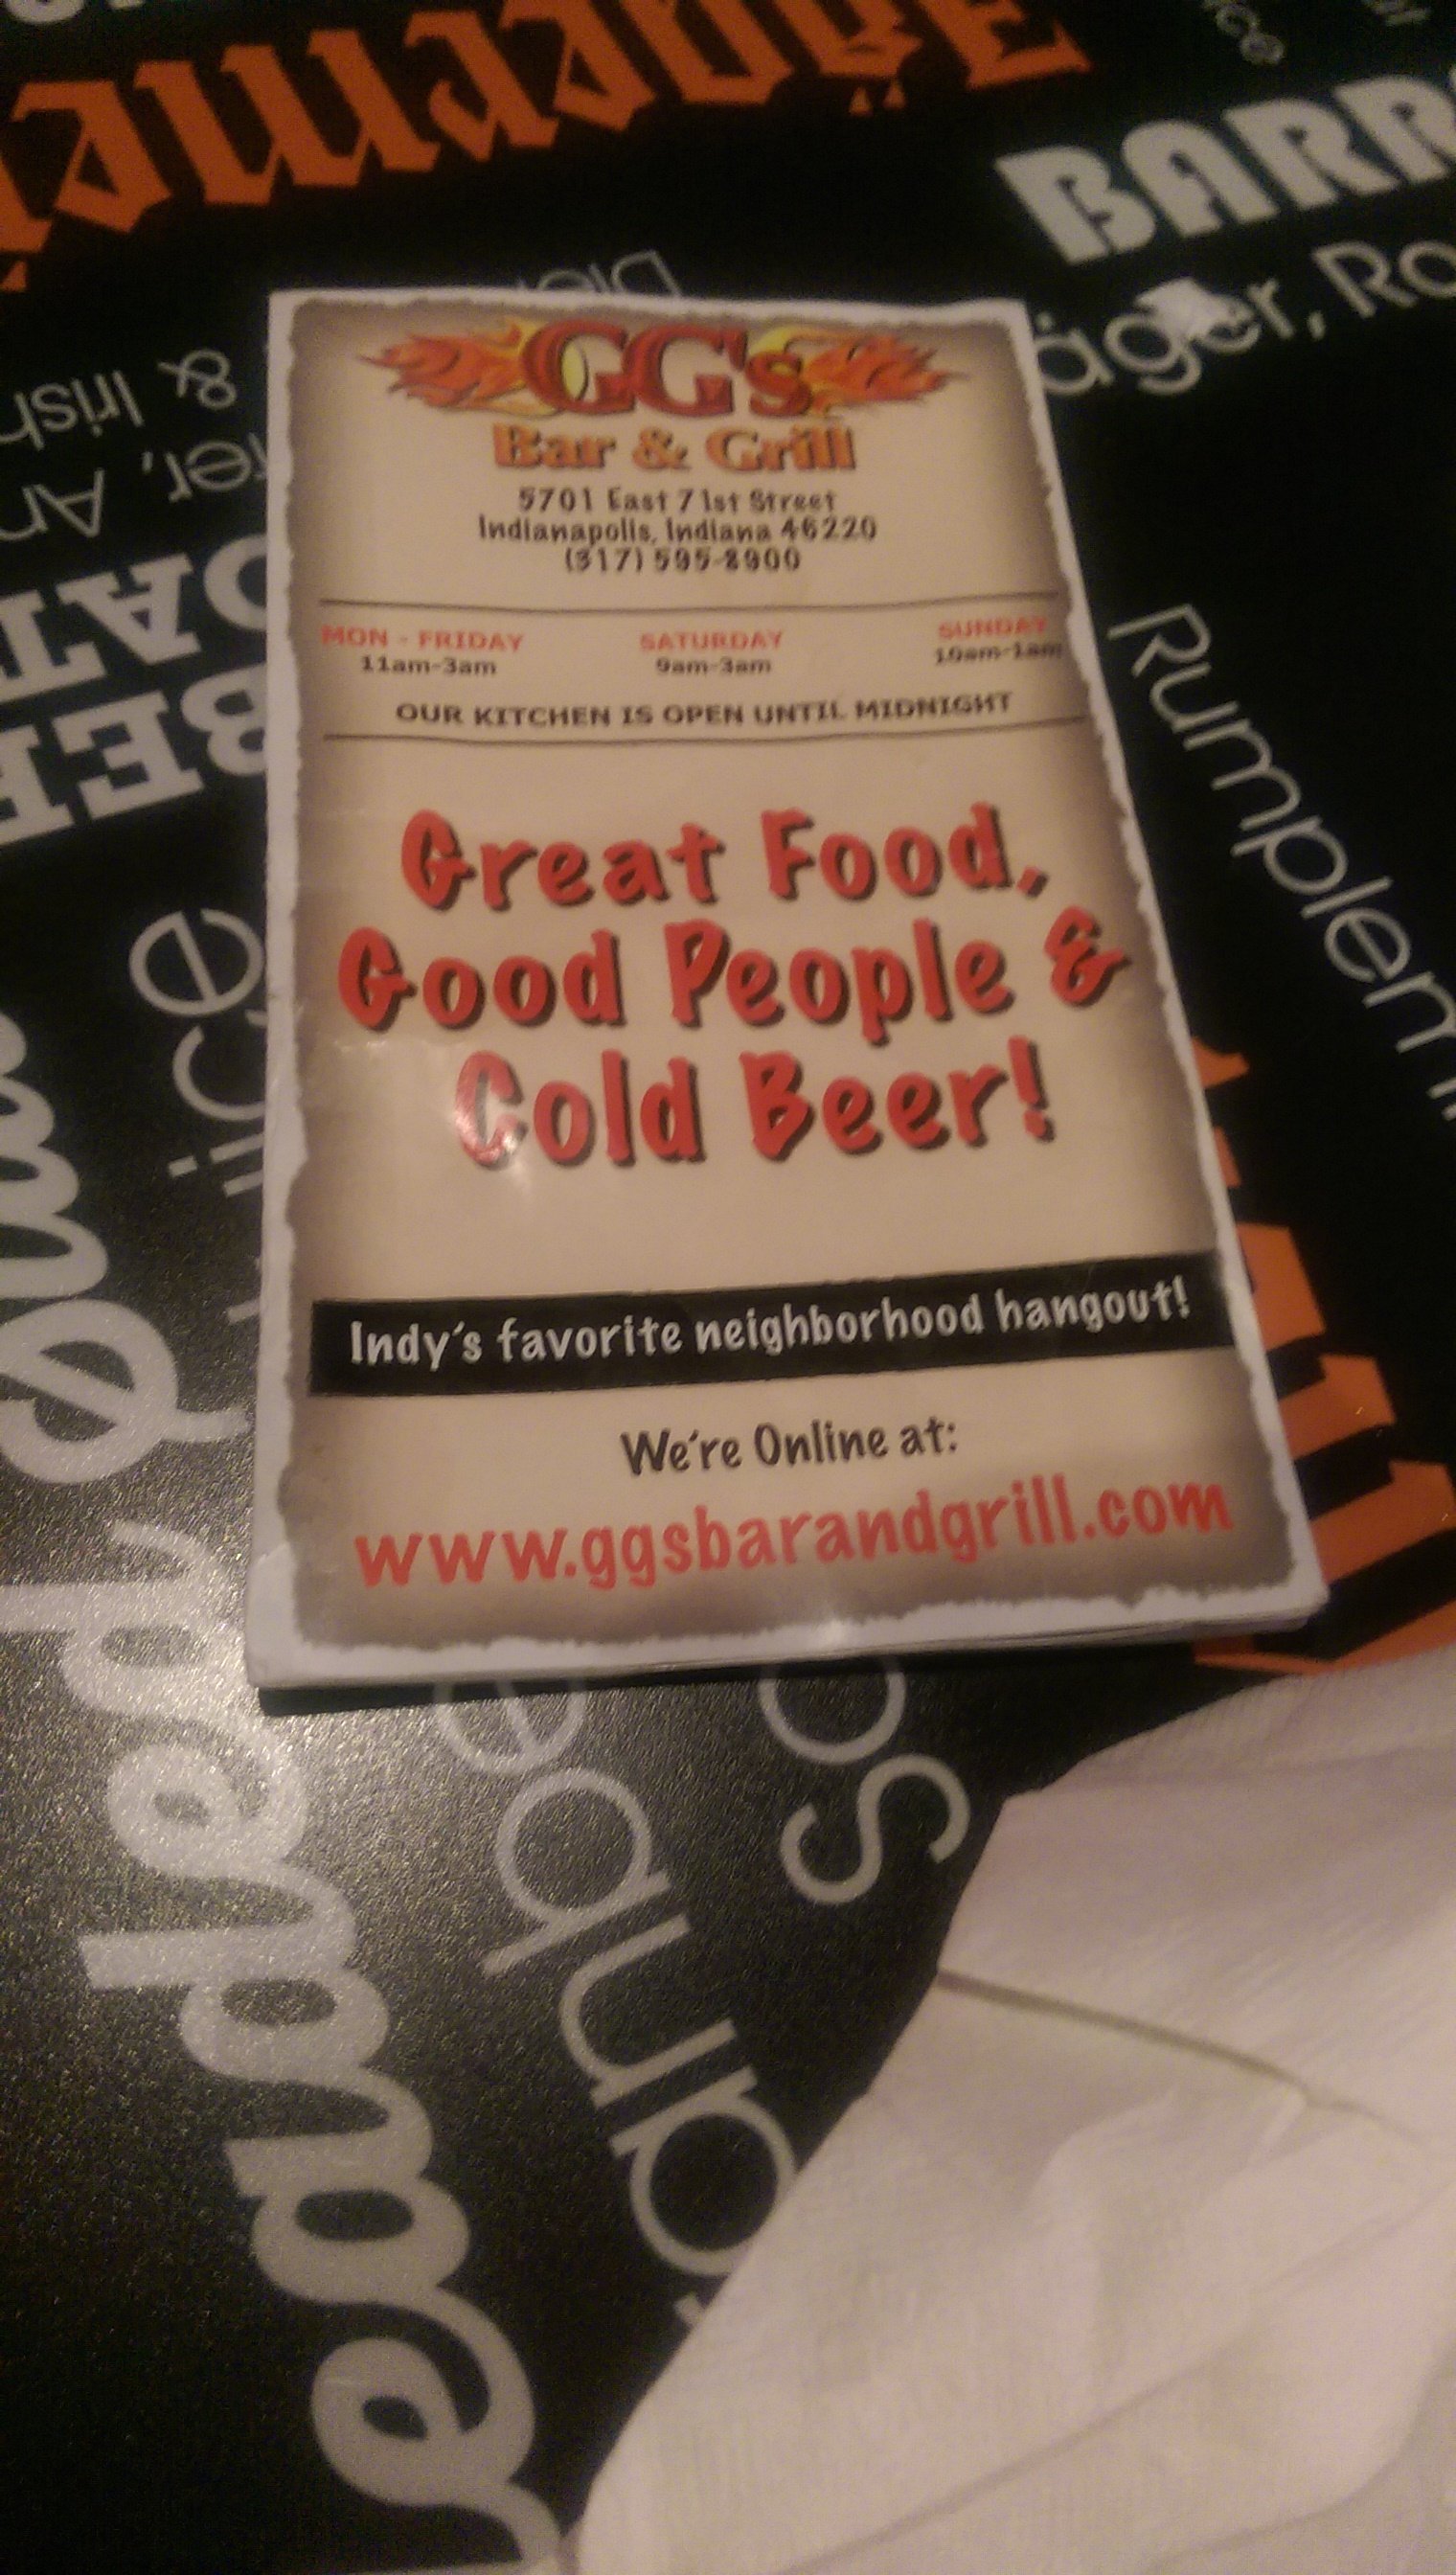 GG's
Bar & Grill
5701 East 71st Street
Indianapolis, Indiana 46220
(317) 595-8900
MON - FRIDAY
11am-3am
SATURDAY
9am-3am
SUNDAY
10am-1am
OUR KITCHEN IS OPEN UNTIL MIDNIGHT
Great Food,
Good People &
Cold Beer!
Indy's favorite neighborhood hangout!
We're Online at:
www.ggsbarandgrill.com
& Irish